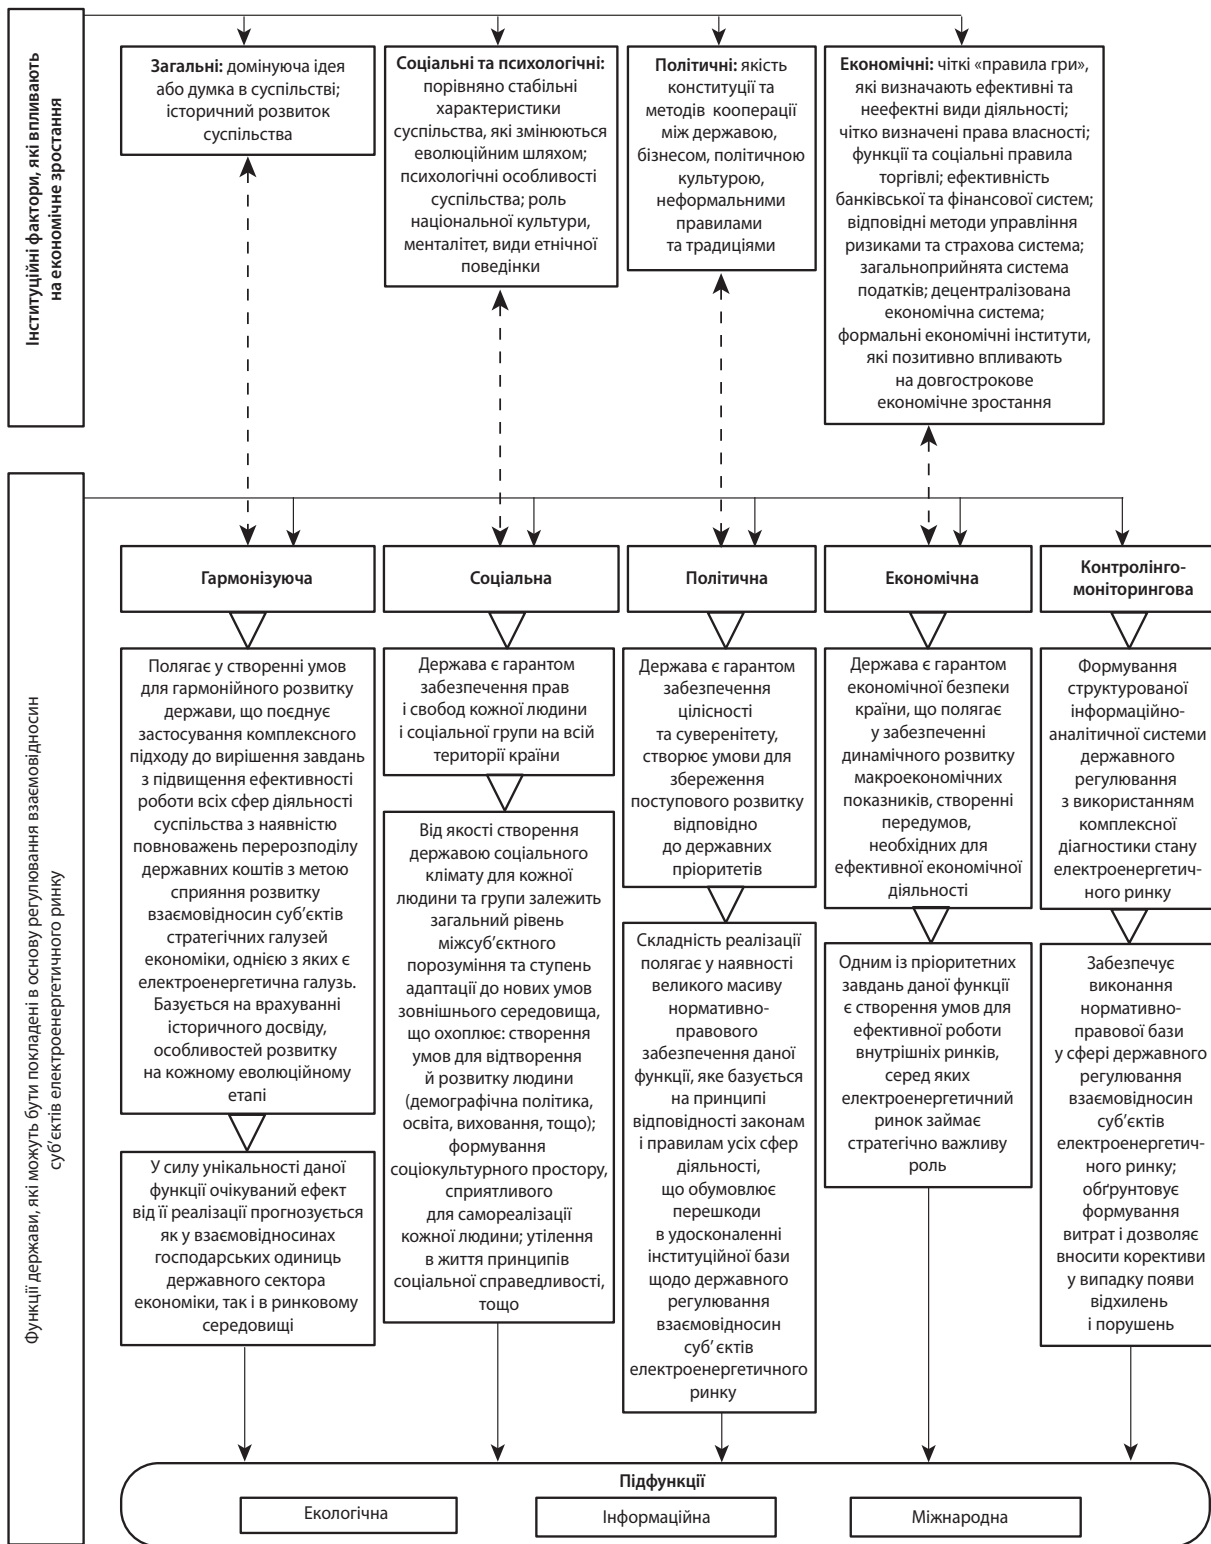 Інституційні фактори, які впливають
на економічне зростання
Загальні: домінуюча ідея
або думка в суспільстві;
історичний розвиток
суспільства
Соціальні та психологічні:
порівняно стабільні
характеристики
суспільства, які змінюються
еволюційним шляхом;
психологічні особливості
суспільства; роль
національної культури,
менталітет, види етнічної
поведінки
Політичні: якість
конституції та
методів кооперації
між державою,
бізнесом, політичною
культурою,
неформальними
правилами
та традиціями
Економічні: чіткі «правила гри»,
які визначають ефективні та
неефектні види діяльності;
чітко визначені права власності;
функції та соціальні правила
торгівлі; ефективність
банківської та фінансової систем;
відповідні методи управління
ризиками та страхова система;
загальноприйнята система
податків; децентралізована
економічна система;
формальні економічні інститути,
які позитивно впливають
на довгострокове
економічне зростання
Функції держави, які можуть бути покладені в основу регулювання взаємовідносин
суб’єктів електроенергетичного ринку
Гармонізуюча
Полягає у створенні умов
для гармонійного розвитку
держави, що поєднує
застосування комплексного
підходу до вирішення завдань
з підвищення ефективності
роботи всіх сфер діяльності
суспільства з наявністю
повноважень перерозподілу
державних коштів з метою
сприяння розвитку
взаємовідносин суб’єктів
стратегічних галузей
економіки, однією з яких є
електроенергетична галузь.
Базується на врахуванні
історичного досвіду,
особливостей розвитку
на кожному еволюційному
етапі
У силу унікальності даної
функції очікуваний ефект
від її реалізації прогнозується
як у взаємовідносинах
господарських одиниць
державного сектора
економіки, так і в ринковому
середовищі
Соціальна
Держава є гарантом
забезпечення прав
і свобод кожної людини
і соціальної групи на всій
території країни
Від якості створення
державою соціального
клімату для кожної
людини та групи залежить
загальний рівень
міжсуб’єктного
порозуміння та ступень
адаптації до нових умов
зовнішнього середовища,
що охоплює: створення
умов для відтворення
й розвитку людини
(демографічна політика,
освіта, виховання, тощо);
формування
соціокультурного простору,
сприятливого
для самореалізації
кожної людини; утілення
в життя принципів
соціальної справедливості,
тощо
Політична
Держава є гарантом
забезпечення
цілісності
та суверенітету,
створює умови для
збереження
поступового розвитку
відповідно
до державних
пріоритетів
Складність реалізації
полягає у наявності
великого масиву
нормативно-
правового
забезпечення даної
функції, яке базується
на принципі
відповідності законам
і правилам усіх сфер
діяльності,
що обумовлює
перешкоди
в удосконаленні
інституційної бази
щодо державного
регулювання
взаємовідносин
суб’ єктів
електроенергетичного
ринку
Економічна
Держава є гарантом
економічної безпеки
країни, що полягає
у забезпеченні
динамічного розвитку
макроекономічних
показників, створенні
передумов,
необхідних для
ефективної економічної
діяльності
Одним із пріоритетних
завдань даної функції
є створення умов для
ефективної роботи
внутрішніх ринків,
серед яких
електроенергетичний
ринок займає
стратегічно важливу
роль
Контролінго-
моніторингова
Формування
структурованої
інформаційно-
аналітичної системи
державного
регулювання
з використанням
комплексної
діагностики стану
електроенергетич-
ного ринку
Забезпечує
виконання
нормативно-
правової бази
у сфері державного
регулювання
взаємовідносин
суб’єктів
електроенергетич-
ного ринку;
обґрунтовує
формування
витрат і дозволяє
вносити корективи
у випадку появи
відхилень
і порушень
Підфункції
Екологічна
Інформаційна
Міжнародна